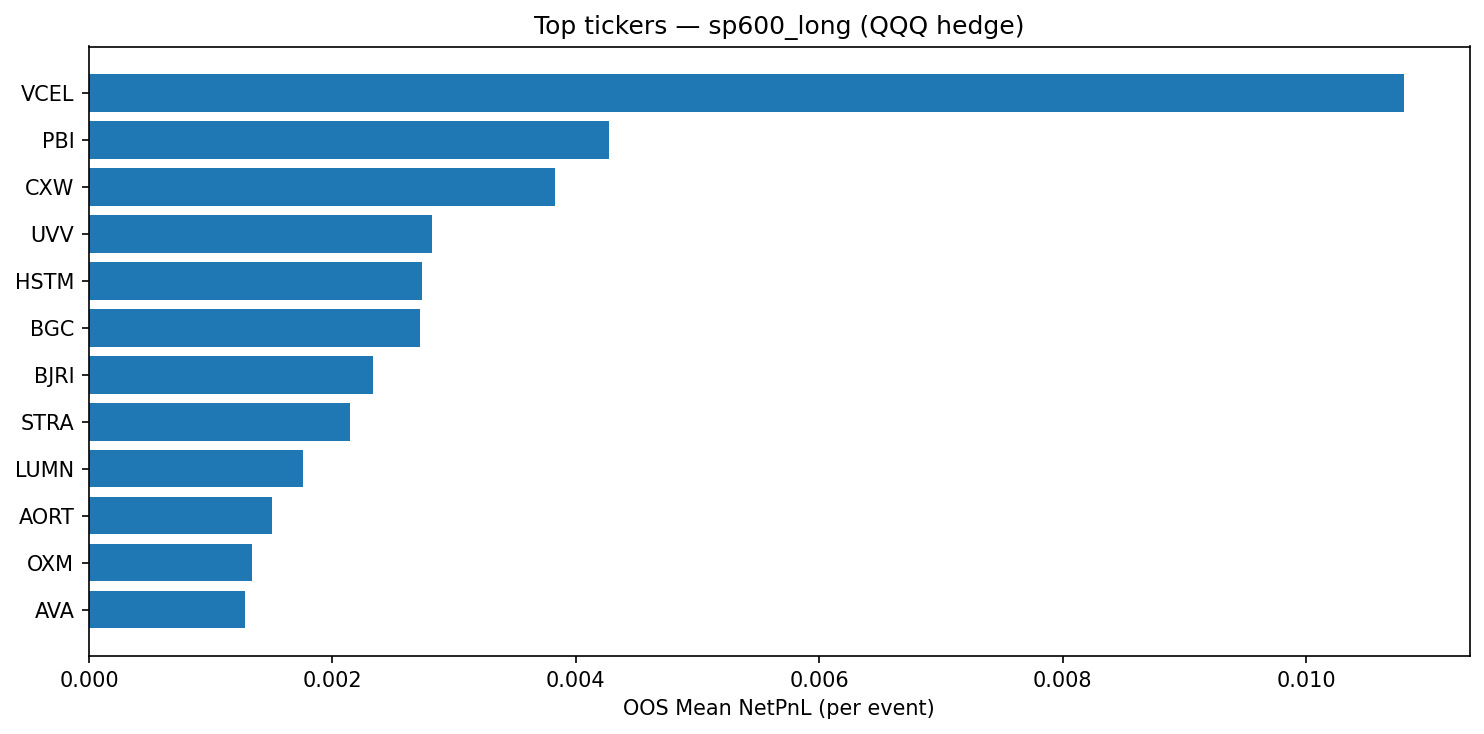 Top tickers — sp600_long (QQQ hedge)
VCEL
PBI
CXW
UVV
HSTM
BGC
BJRI
STRA
LUMN
AORT
OXM
AVA
0.000 0.002 0.004 0.006 0.008 0.010
OOS Mean NetPnL (per event)